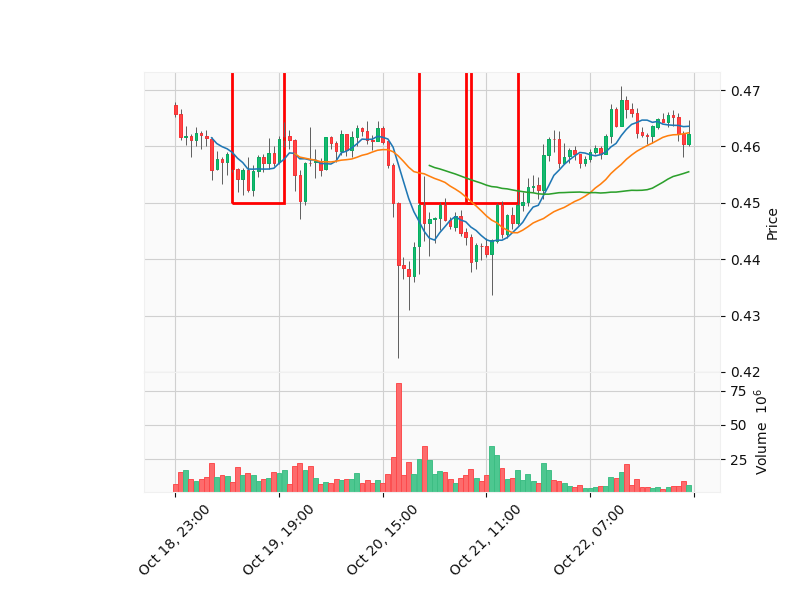 0.47
0.46
0.45
0.44
0.43
0.42
Price
75
50
25
Volume 10⁶
Oct 18, 23:00
Oct 19, 19:00
Oct 20, 15:00
Oct 21, 11:00
Oct 22, 07:00